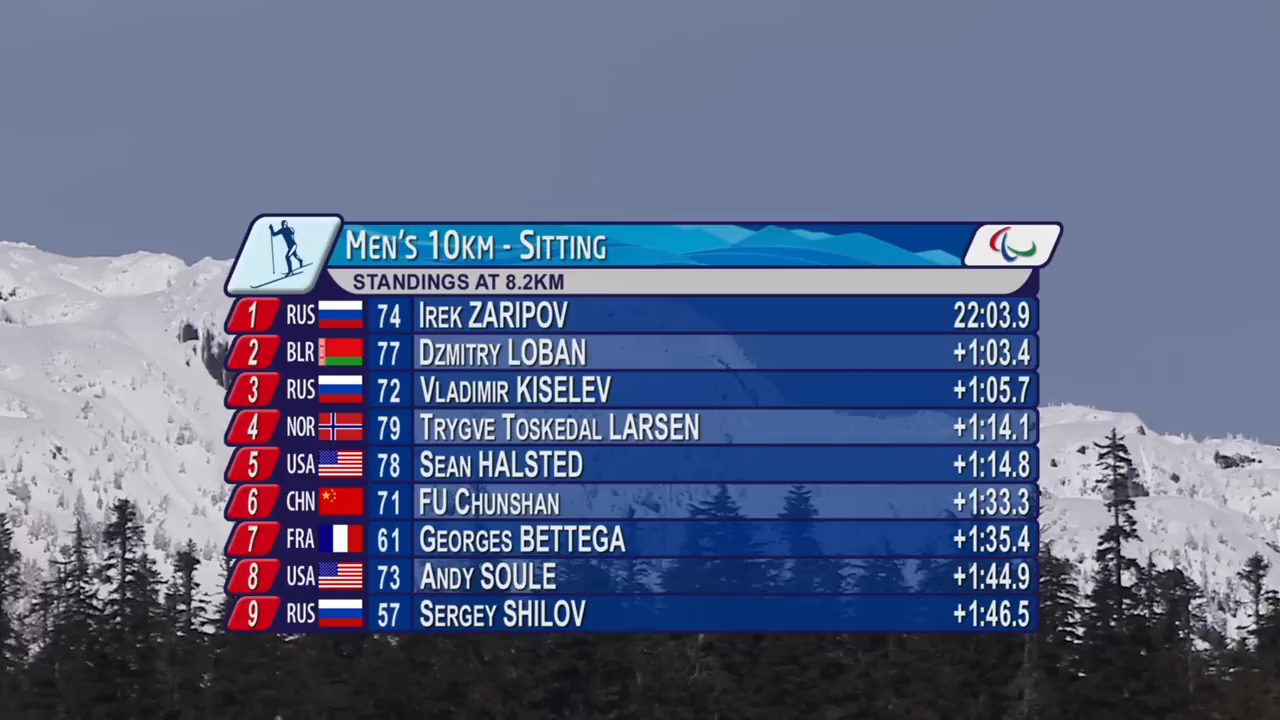 MEN'S 10KM - SITTING
STANDINGS AT 8.2KM
1 RUS 74 IREK ZARIPOV 22:03.9
2 BLR 77 DZMITRY LOBAN +1:03.4
3 RUS 72 VLADIMIR KISELEV +1:05.7
4 NOR 79 TRYGVE TOSKEDAL LARSEN +1:14.1
5 USA 78 SEAN HALSTED +1:14.8
6 CHN 71 FU CHUNSHAN +1:33.3
7 FRA 61 GEORGES BETTEGA +1:35.4
8 USA 73 ANDY SOULE +1:44.9
9 RUS 57 SERGEY SHILOV +1:46.5